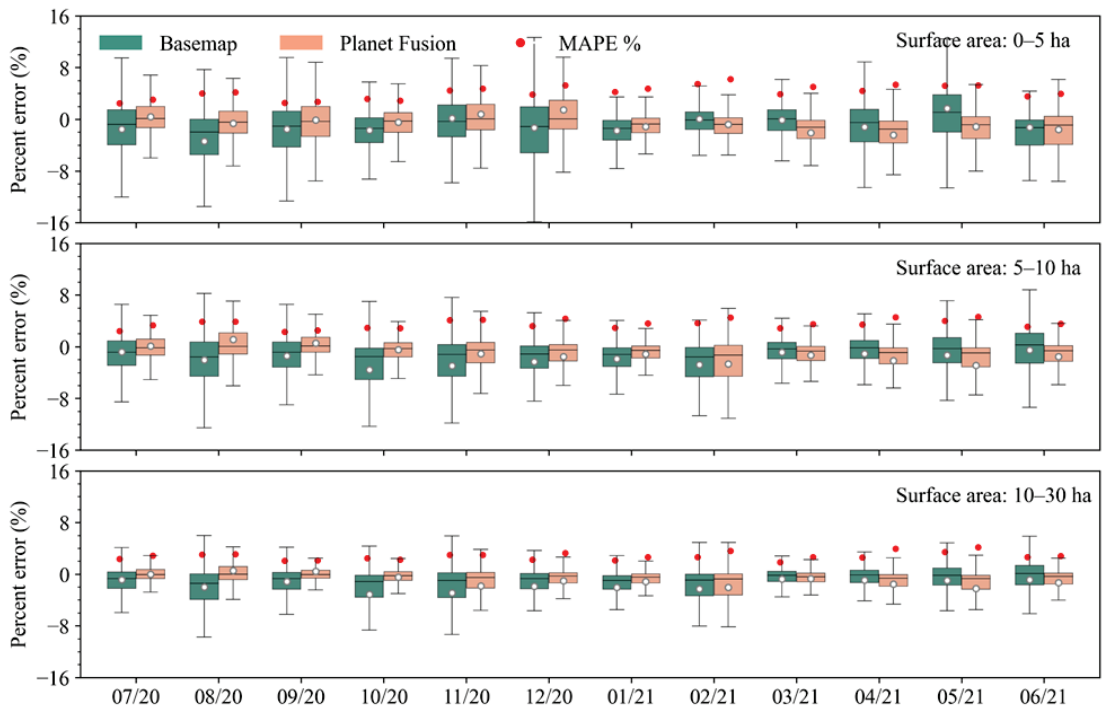 16
Basemap Planet Fusion MAPE % Surface area: 0–5 ha
8
0
−8
−16
Percent error (%)
16
Surface area: 5–10 ha
8
0
−8
−16
Percent error (%)
16
Surface area: 10–30 ha
8
0
−8
−16
Percent error (%)
07/20 08/20 09/20 10/20 11/20 12/20 01/21 02/21 03/21 04/21 05/21 06/21